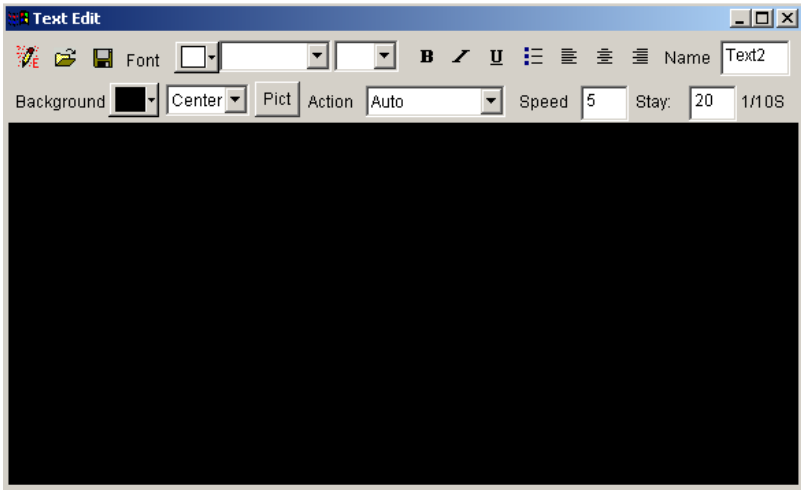 Text Edit
Font B I U Name Text2
Background Center Pict Action Auto Speed 5 Stay: 20 1/10S